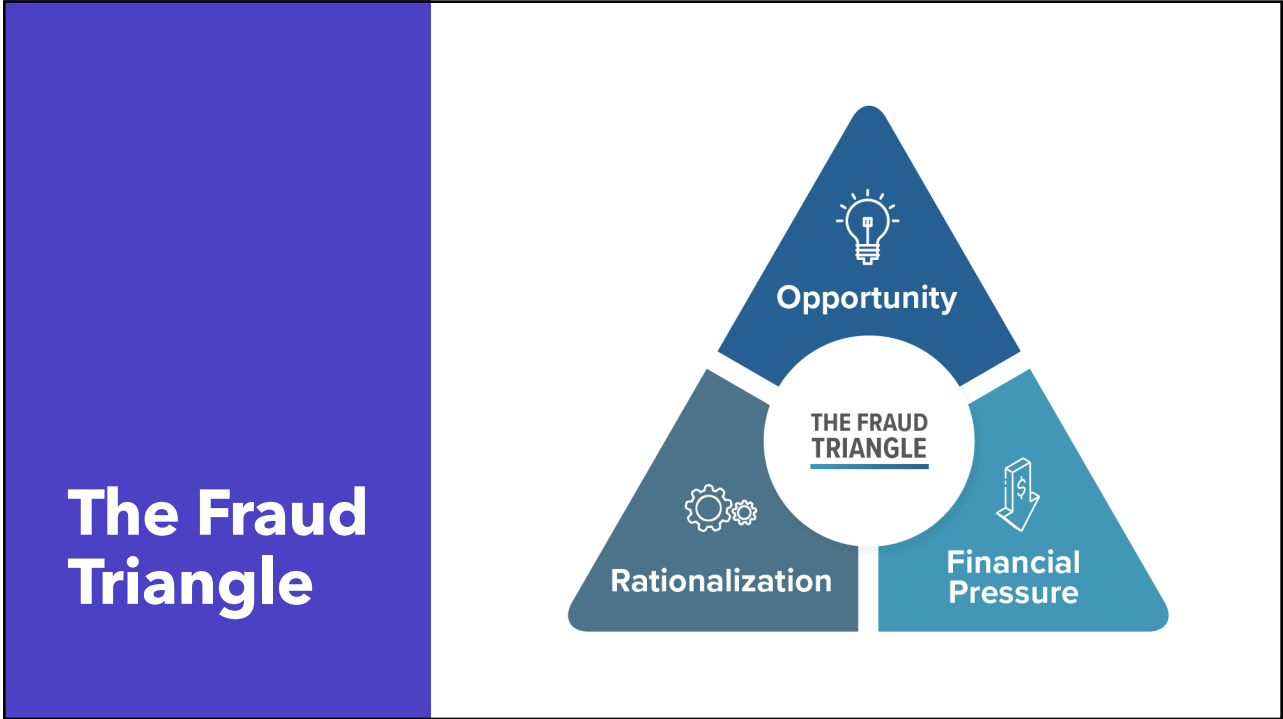 The Fraud
Triangle
Opportunity
THE FRAUD
TRIANGLE
$
Rationalization
Financial
Pressure